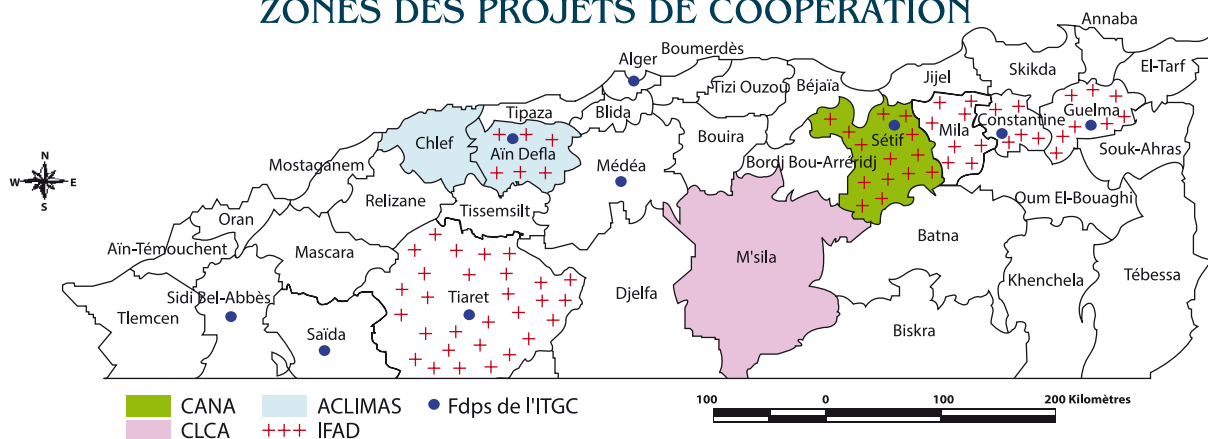 ZONES DES PROJETS DE COOPÉRATION
Annaba
Boumerdès
Alger
Skikda
El-Tarf
Jijel
Tizi Ouzou
Béjaïa
Tipaza
Blida
Guelma
Constantine
Chlef
Bouira
Mila
Sétif
Aïn Defla
Souk-Ahras
Mostaganem
Médéa
Bordj Bou-Arréridj
N
W E
S
Relizane
Tissemsilt
Oum El-Bouaghi
Oran
Batna
Aïn-Témouchent
Mascara
M'sila
Khenchela
Tébessa
Sidi Bel-Abbès
Tiaret
Djelfa
Tlemcen
Saïda
Biskra
CANA
ACLIMAS
Fdps de l'ITGC
CLCA
IFAD
100 0 100 200 Kilomètres